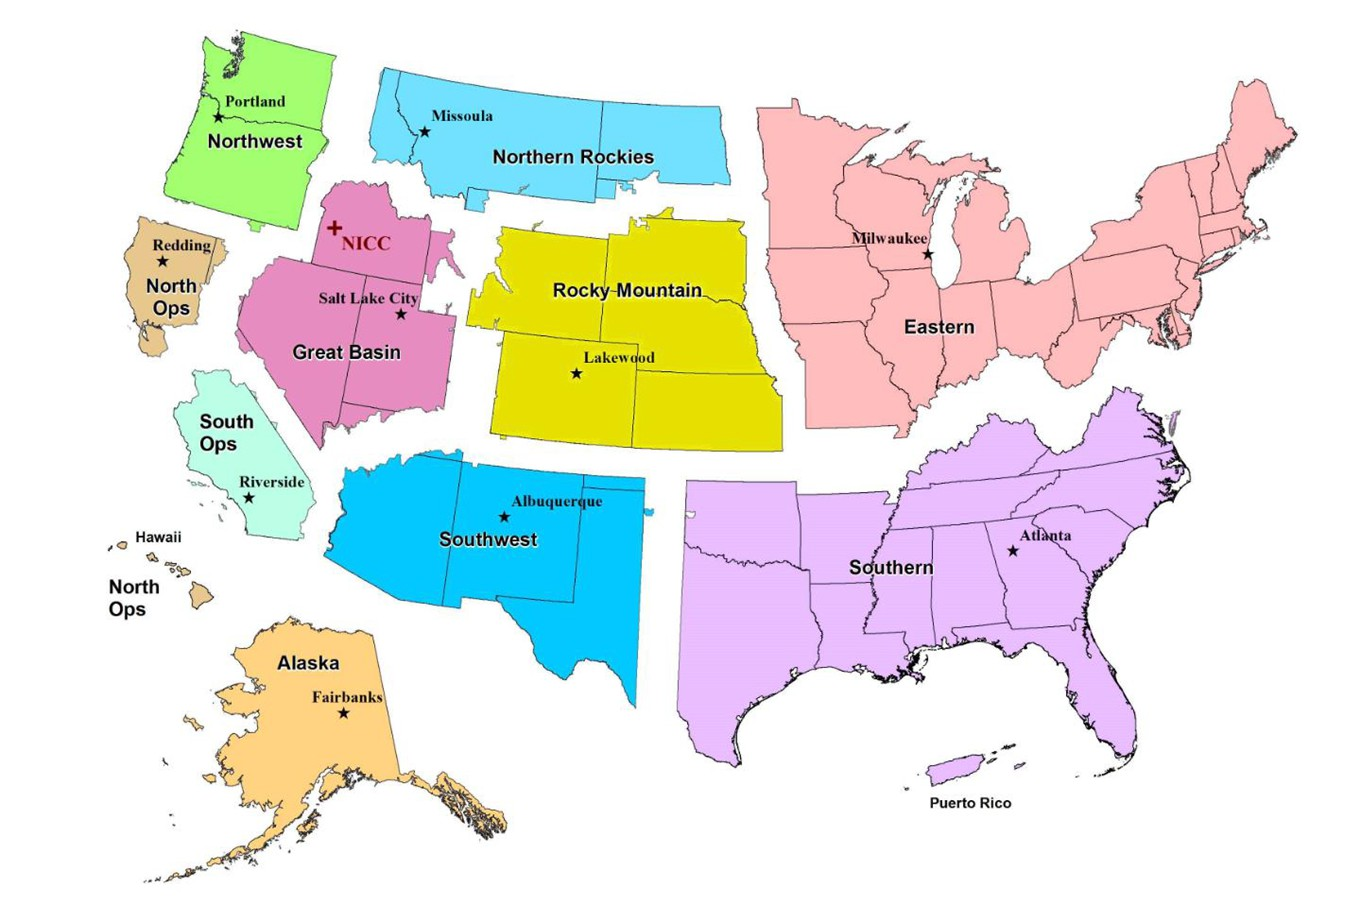 Portland
Northwest
Missoula
Northern Rockies
Redding
North
Ops
NICC
Salt Lake City
Great Basin
Rocky Mountain
Lakewood
Milwaukee
Eastern
South
Ops
Riverside
Albuquerque
Southwest
Atlanta
Southern
Hawaii
North
Ops
Alaska
Fairbanks
Puerto Rico